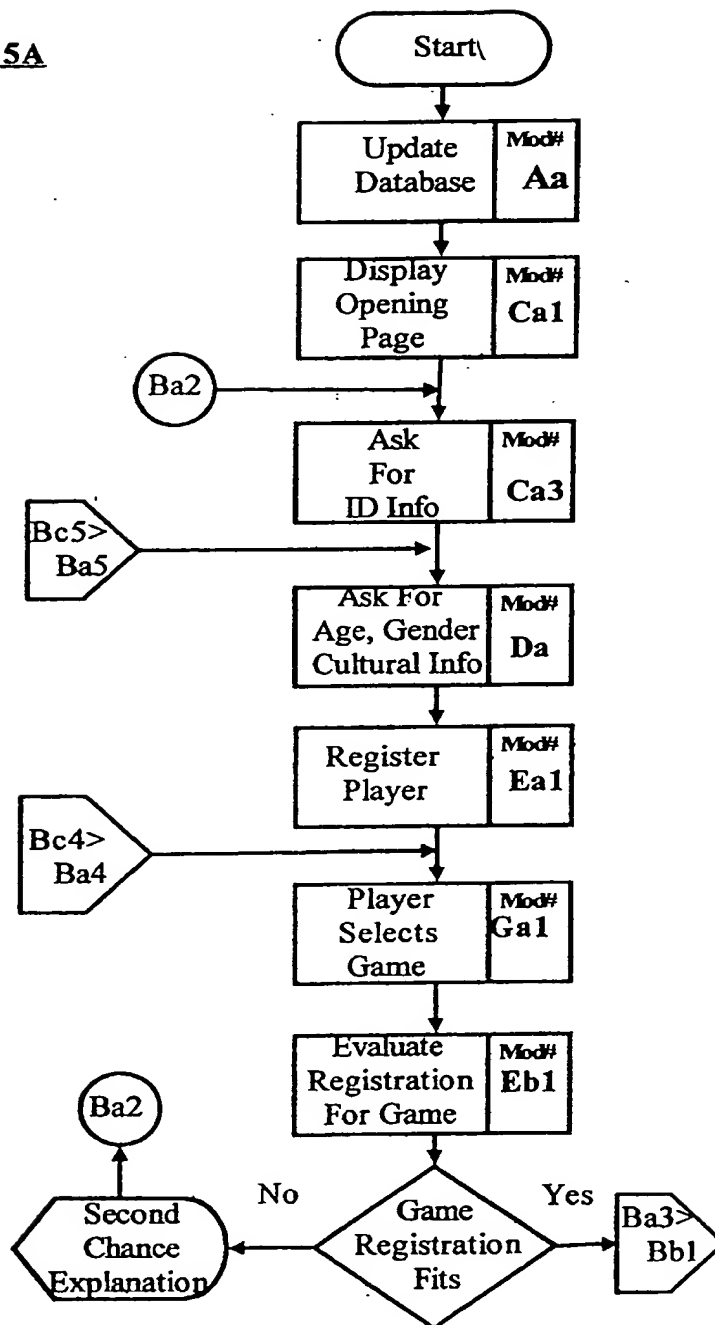 5A
Start\
Update
Database
Mod#
Aa
Display
Opening
Page
Mod#
Ca1
Ba2
Ask
For
ID Info
Mod#
Ca3
Bc5>
Ba5
Ask For
Age, Gender
Cultural Info
Mod#
Da
Register
Player
Mod#
Ea1
Bc4>
Ba4
Player
Selects
Game
Mod#
Ga1
Evaluate
Registration
For Game
Mod#
Eb1
Ba2
No
Yes
Second
Chance
Explanation
Game
Registration
Fits
Ba3>
Bb1